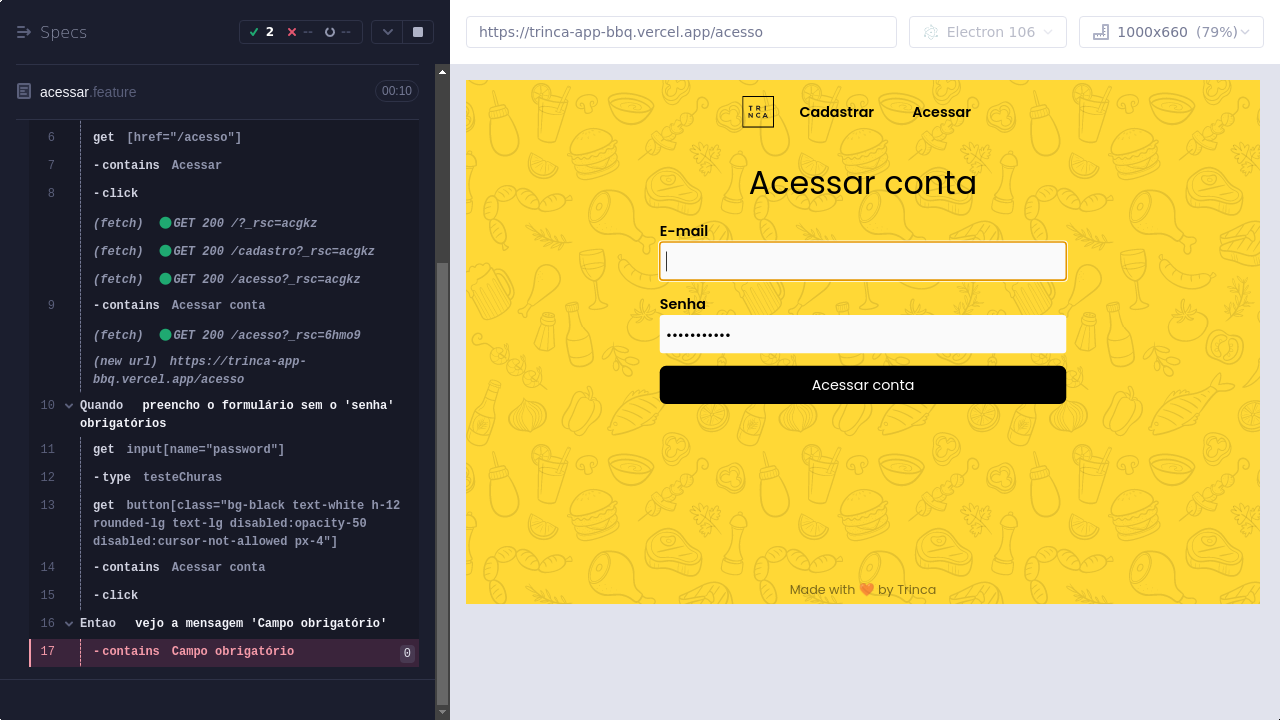 Specs
2 -- --
acessar.feature
00:10
6 get [href="/acesso"]
7 -contains Acessar
8 -click
(fetch) GET 200 /?_rsc=acgkz
(fetch) GET 200 /cadastro?_rsc=acgkz
(fetch) GET 200 /acesso?_rsc=acgkz
9 -contains Acessar conta
(fetch) GET 200 /acesso?_rsc=6hmo9
(new url) https://trinca-app-
bbq.vercel.app/acesso
10 Quando preencho o formulário sem o 'senha'
obrigatórios
11 get input[name="password"]
12 -type testeChuras
13 get button[class="bg-black text-white h-12
rounded-lg text-lg disabled:opacity-50
disabled:cursor-not-allowed px-4"]
14 -contains Acessar conta
15 -click
16 Entao vejo a mensagem 'Campo obrigatório'
17 -contains Campo obrigatório 0
https://trinca-app-bbq.vercel.app/acesso
Electron 106
1000x660 (79%)
TRI
NCA
Cadastrar
Acessar
Acessar conta
E-mail
Senha
•••••••••••
Acessar conta
Made with ❤️ by Trinca